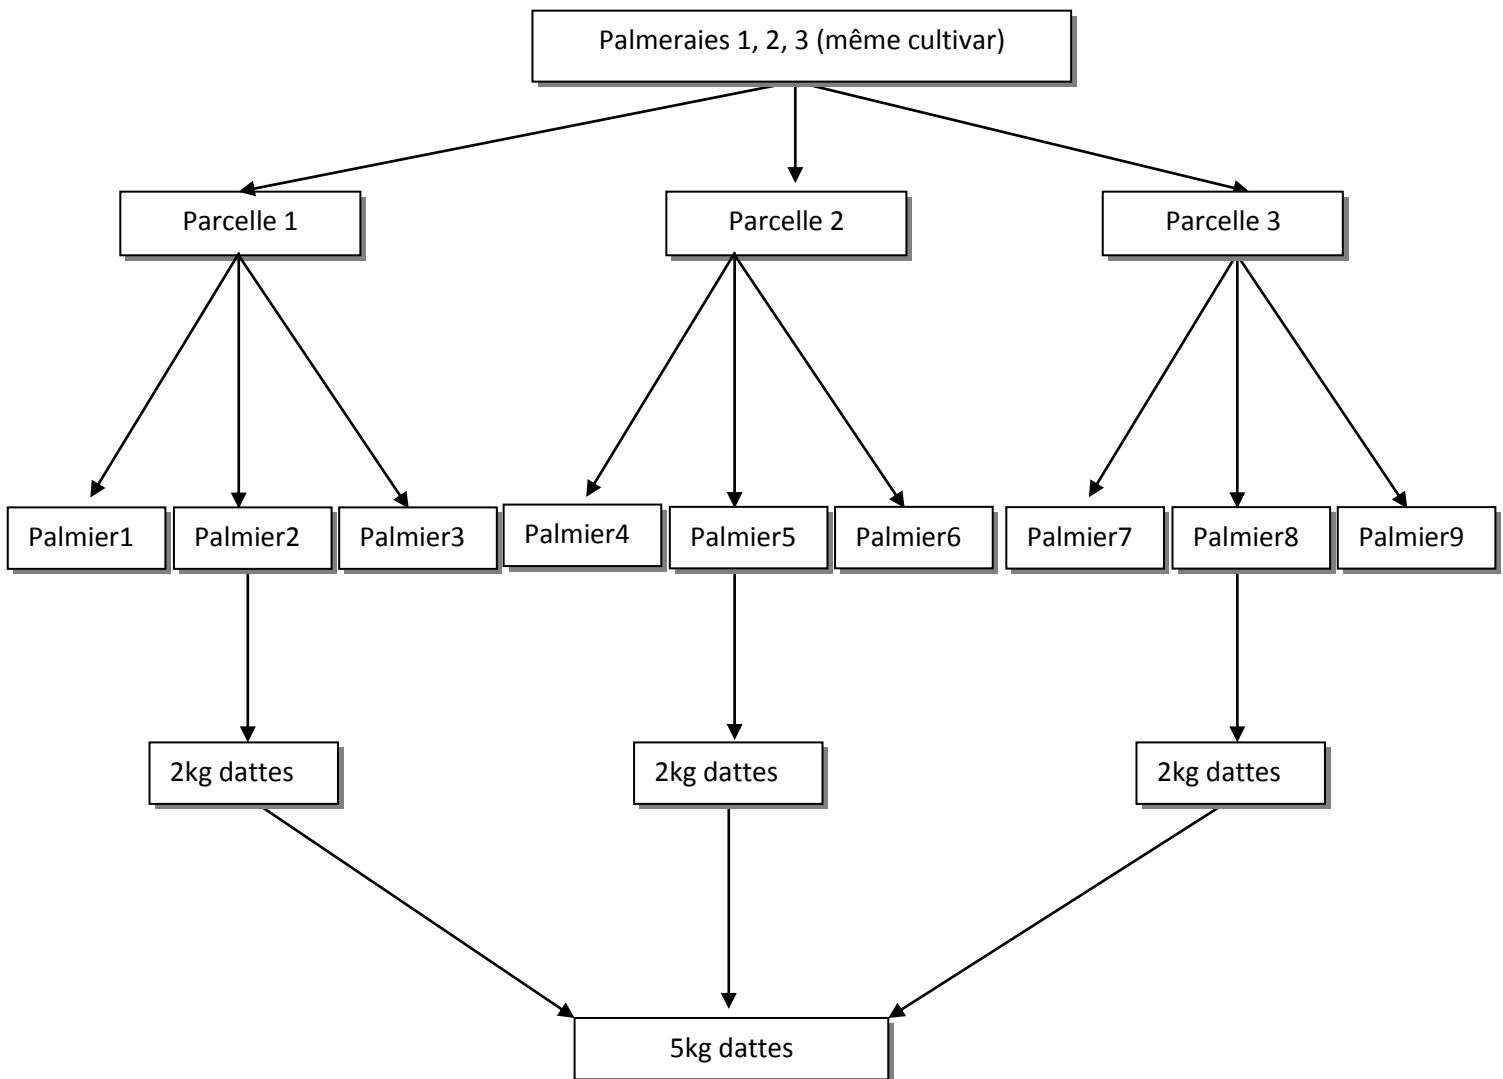 Palmeraies 1, 2, 3 (même cultivar)
Parcelle 1
Parcelle 2
Parcelle 3
Palmier1
Palmier2
Palmier3
Palmier4
Palmier5
Palmier6
Palmier7
Palmier8
Palmier9
2kg dattes
2kg dattes
2kg dattes
5kg dattes